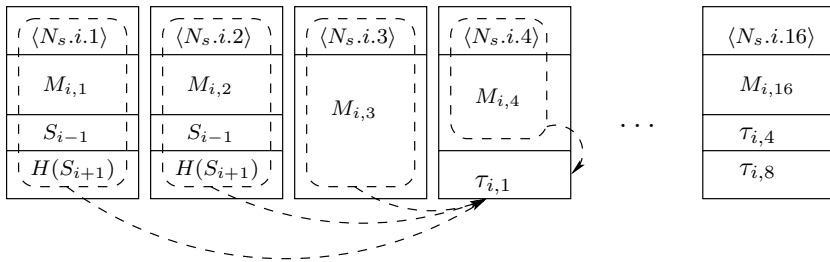 ⟨N_s.i.1⟩ ⟨N_s.i.2⟩ ⟨N_s.i.3⟩ ⟨N_s.i.4⟩ ⟨N_s.i.16⟩
M_{i,1} M_{i,2} M_{i,3} M_{i,4} ... M_{i,16}
S_{i−1} S_{i−1} τ_{i,4}
H(S_{i+1}) H(S_{i+1}) τ_{i,1} τ_{i,8}